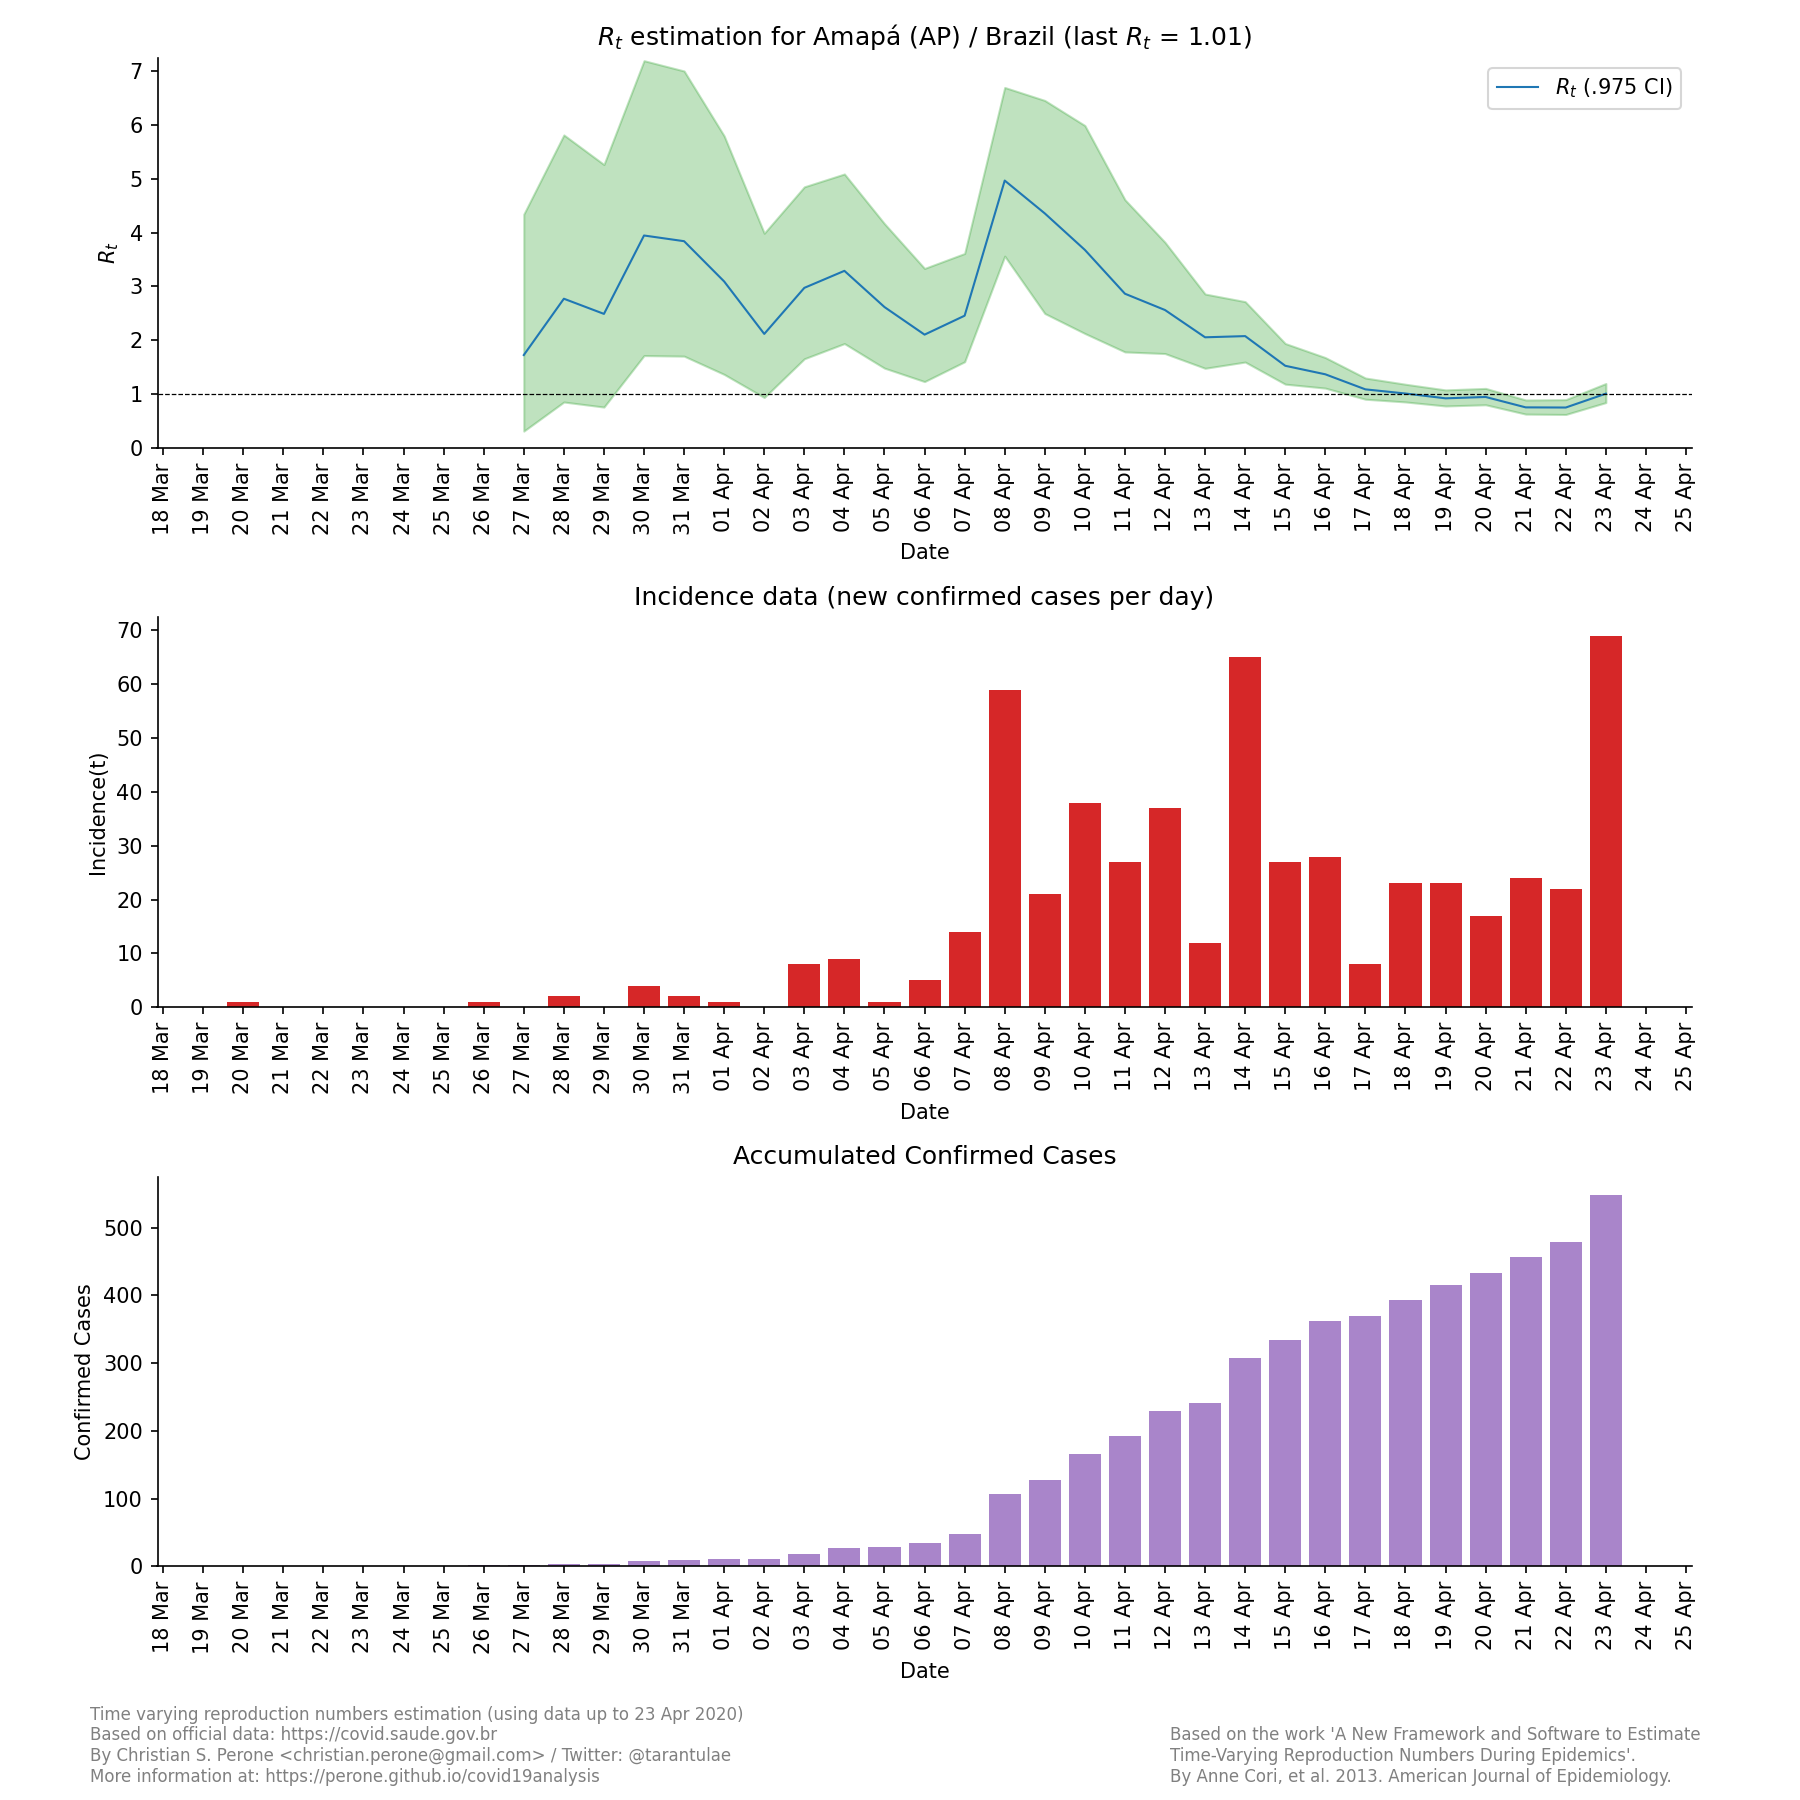 R_t estimation for Amapá (AP) / Brazil (last R_t = 1.01)
R_t (.975 CI)
R_t
7
6
5
4
3
2
1
0
18 Mar
19 Mar
20 Mar
21 Mar
22 Mar
23 Mar
24 Mar
25 Mar
26 Mar
27 Mar
28 Mar
29 Mar
30 Mar
31 Mar
01 Apr
02 Apr
03 Apr
04 Apr
05 Apr
06 Apr
07 Apr
08 Apr
09 Apr
10 Apr
11 Apr
12 Apr
13 Apr
14 Apr
15 Apr
16 Apr
17 Apr
18 Apr
19 Apr
20 Apr
21 Apr
22 Apr
23 Apr
24 Apr
25 Apr
Date
Incidence data (new confirmed cases per day)
Incidence(t)
70
60
50
40
30
20
10
0
18 Mar
19 Mar
20 Mar
21 Mar
22 Mar
23 Mar
24 Mar
25 Mar
26 Mar
27 Mar
28 Mar
29 Mar
30 Mar
31 Mar
01 Apr
02 Apr
03 Apr
04 Apr
05 Apr
06 Apr
07 Apr
08 Apr
09 Apr
10 Apr
11 Apr
12 Apr
13 Apr
14 Apr
15 Apr
16 Apr
17 Apr
18 Apr
19 Apr
20 Apr
21 Apr
22 Apr
23 Apr
24 Apr
25 Apr
Date
Accumulated Confirmed Cases
Confirmed Cases
500
400
300
200
100
0
18 Mar
19 Mar
20 Mar
21 Mar
22 Mar
23 Mar
24 Mar
25 Mar
26 Mar
27 Mar
28 Mar
29 Mar
30 Mar
31 Mar
01 Apr
02 Apr
03 Apr
04 Apr
05 Apr
06 Apr
07 Apr
08 Apr
09 Apr
10 Apr
11 Apr
12 Apr
13 Apr
14 Apr
15 Apr
16 Apr
17 Apr
18 Apr
19 Apr
20 Apr
21 Apr
22 Apr
23 Apr
24 Apr
25 Apr
Date
Time varying reproduction numbers estimation (using data up to 23 Apr 2020)
Based on official data: https://covid.saude.gov.br
By Christian S. Perone <christian.perone@gmail.com> / Twitter: @tarantulae
More information at: https://perone.github.io/covid19analysis
Based on the work 'A New Framework and Software to Estimate
Time-Varying Reproduction Numbers During Epidemics'.
By Anne Cori, et al. 2013. American Journal of Epidemiology.